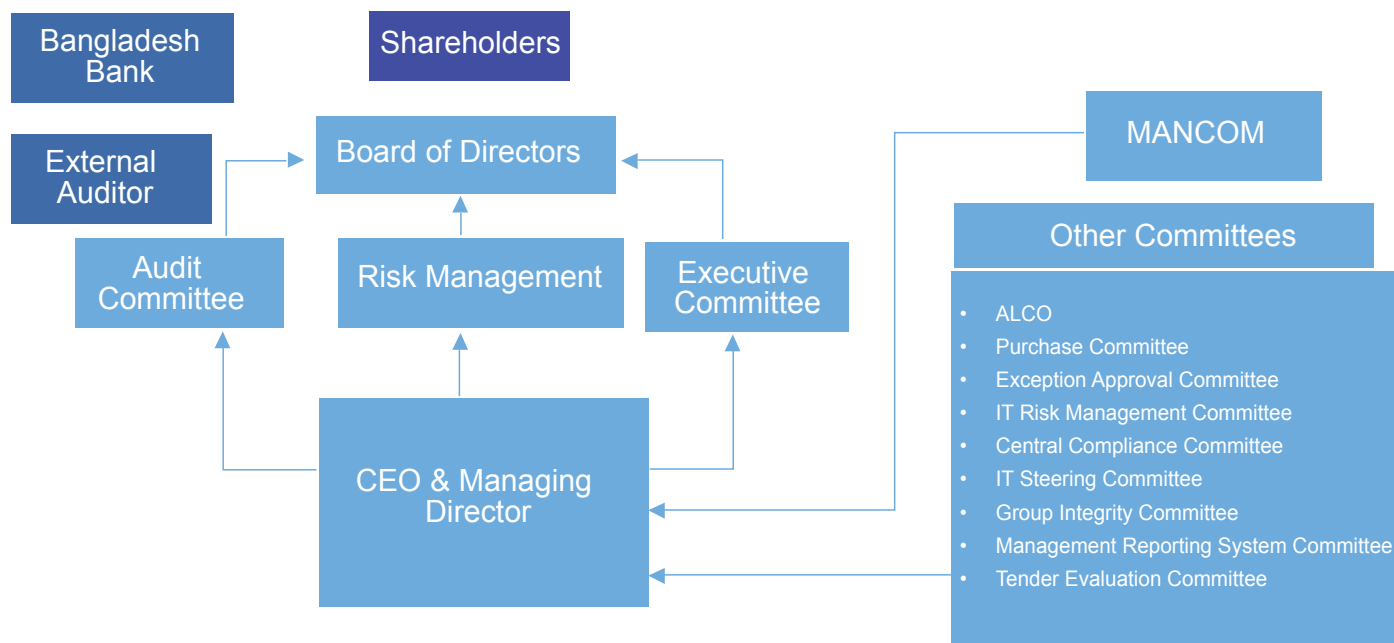 Bangladesh
Bank
Shareholders
External
Auditor
Board of Directors
MANCOM
Audit
Committee
Risk Management
Executive
Committee
Other Committees
CEO & Managing
Director
• ALCO
• Purchase Committee
• Exception Approval Committee
• IT Risk Management Committee
• Central Compliance Committee
• IT Steering Committee
• Group Integrity Committee
• Management Reporting System Committee
• Tender Evaluation Committee